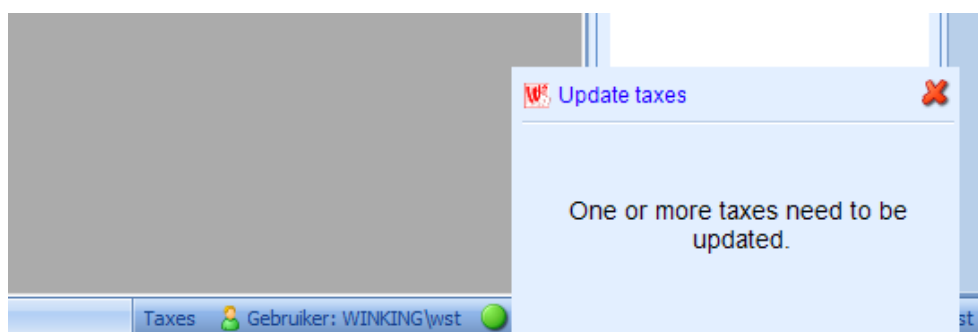 Update taxes
One or more taxes need to be
updated.
Taxes Gebruiker: WINKING\wst
st